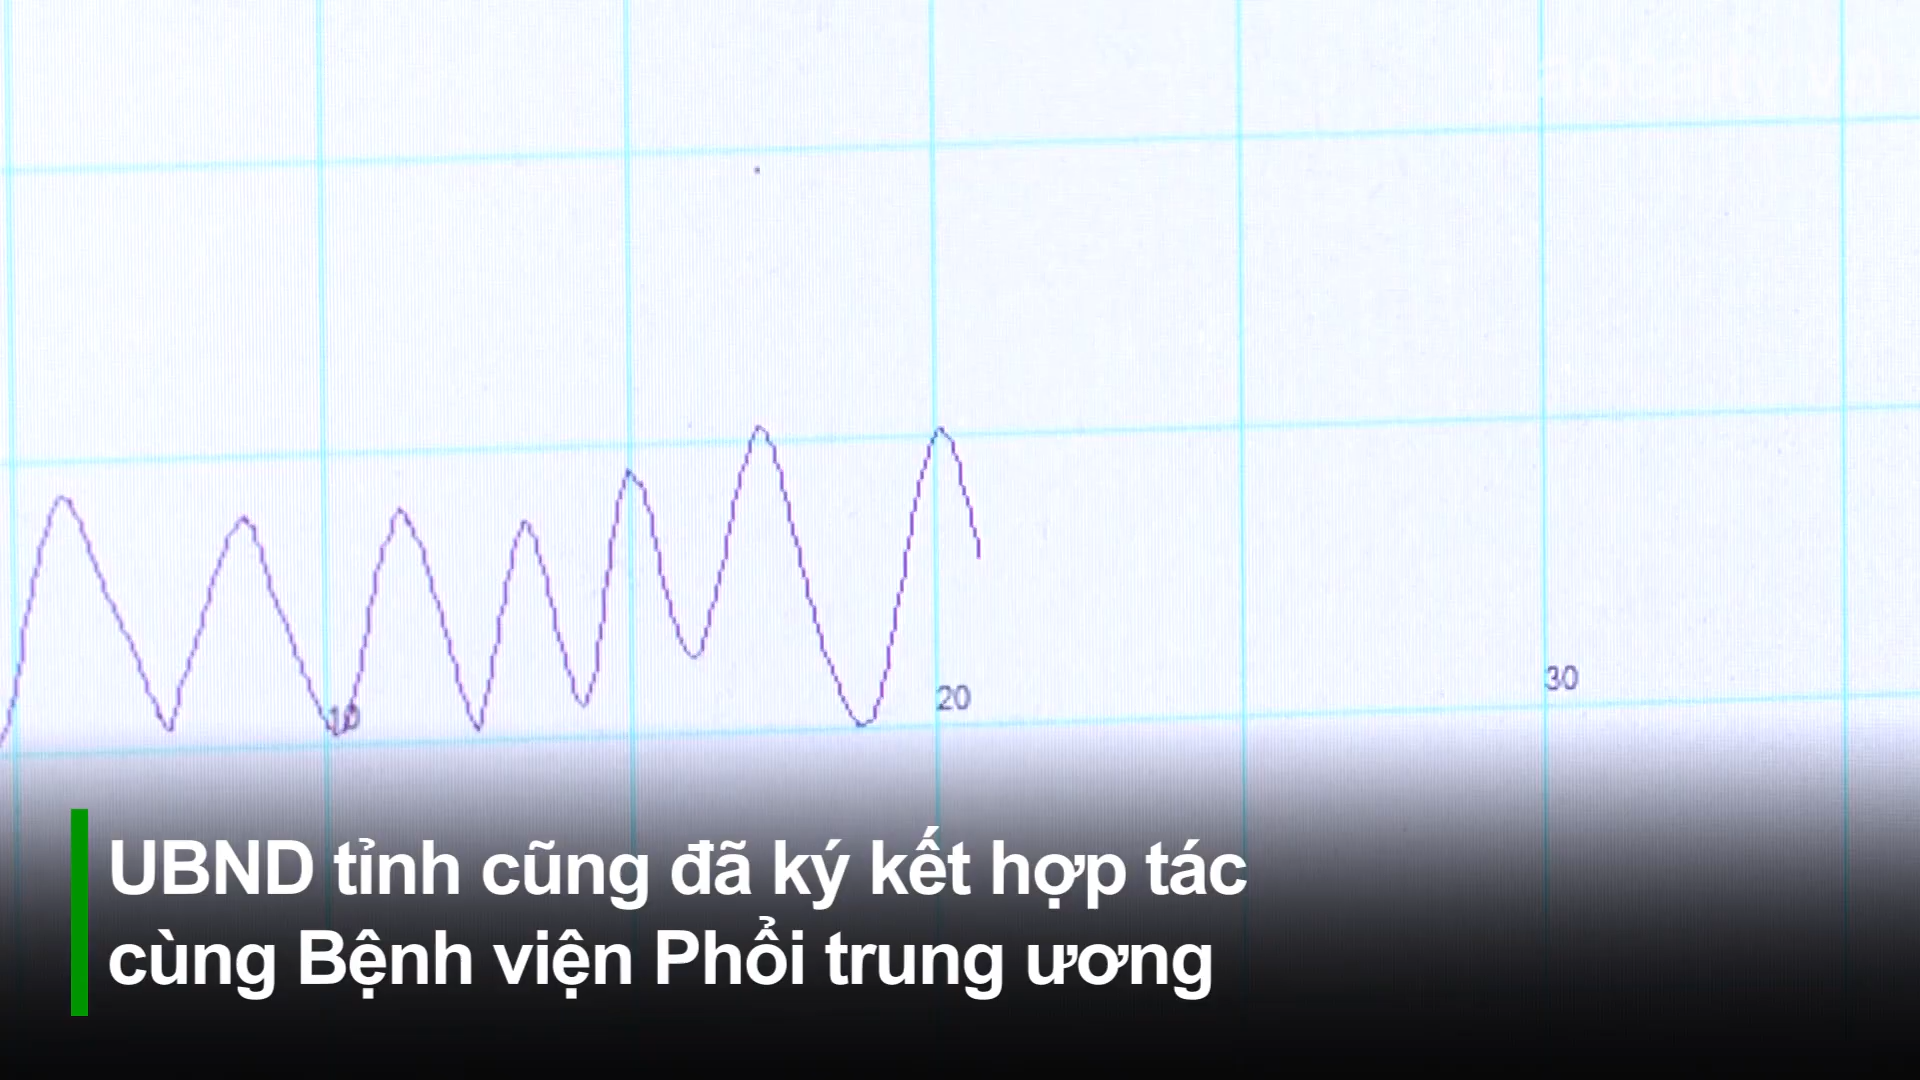 10
20
30
UBND tỉnh cũng đã ký kết hợp tác
cùng Bệnh viện Phổi trung ương